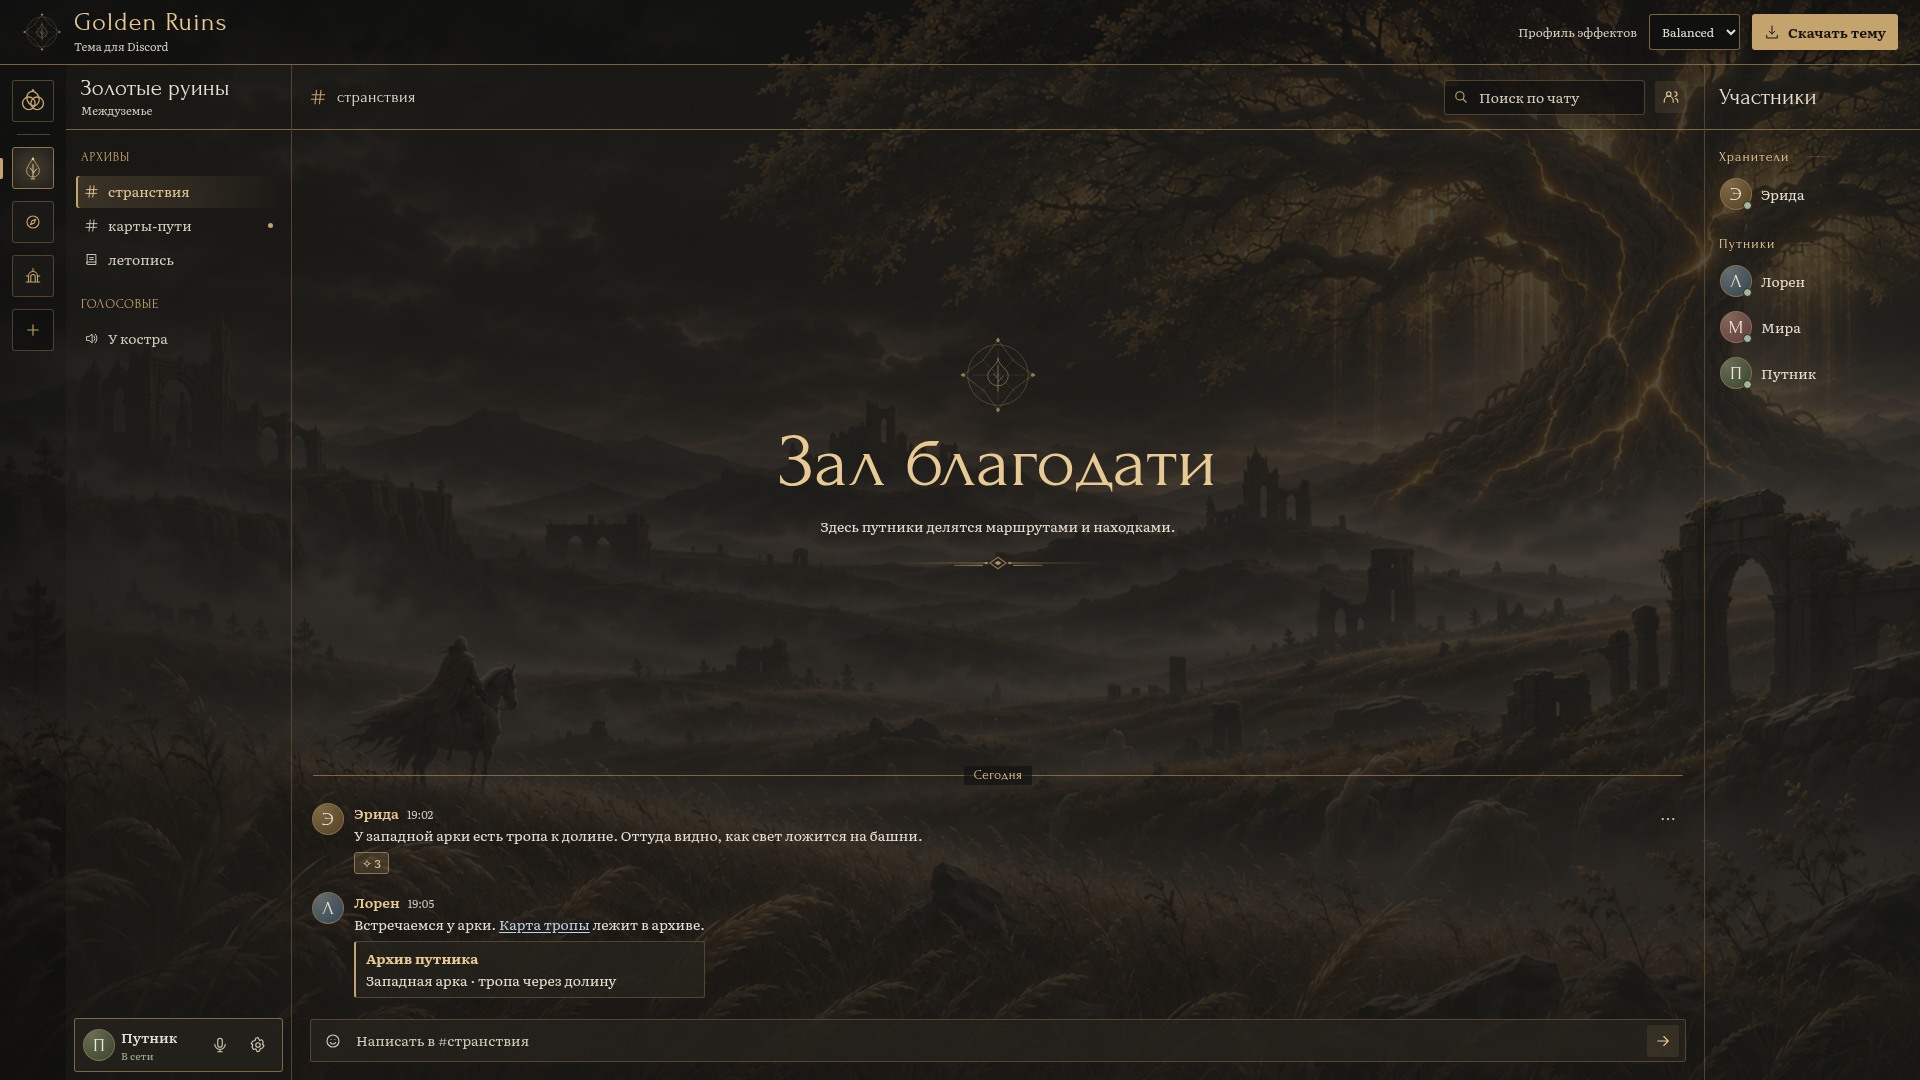 Golden Ruins
Тема для Discord
Профиль эффектов
Balanced
Скачать тему
Золотые руины
Междуземье
странствия
Поиск по чату
Участники
АРХИВЫ
странствия
карты-пути
летопись
ГОЛОСОВЫЕ
У костра
Зал благодати
Здесь путники делятся маршрутами и находками.
Сегодня
Э
Эрида 19:02
У западной арки есть тропа к долине. Оттуда видно, как свет ложится на башни.
✧ 3
Л
Лорен 19:05
Встречаемся у арки. Карта тропы лежит в архиве.
Архив путника
Западная арка · тропа через долину
Написать в #странствия
Хранители
Э Эрида
Путники
Л Лорен
М Мира
П Путник
П
Путник
В сети